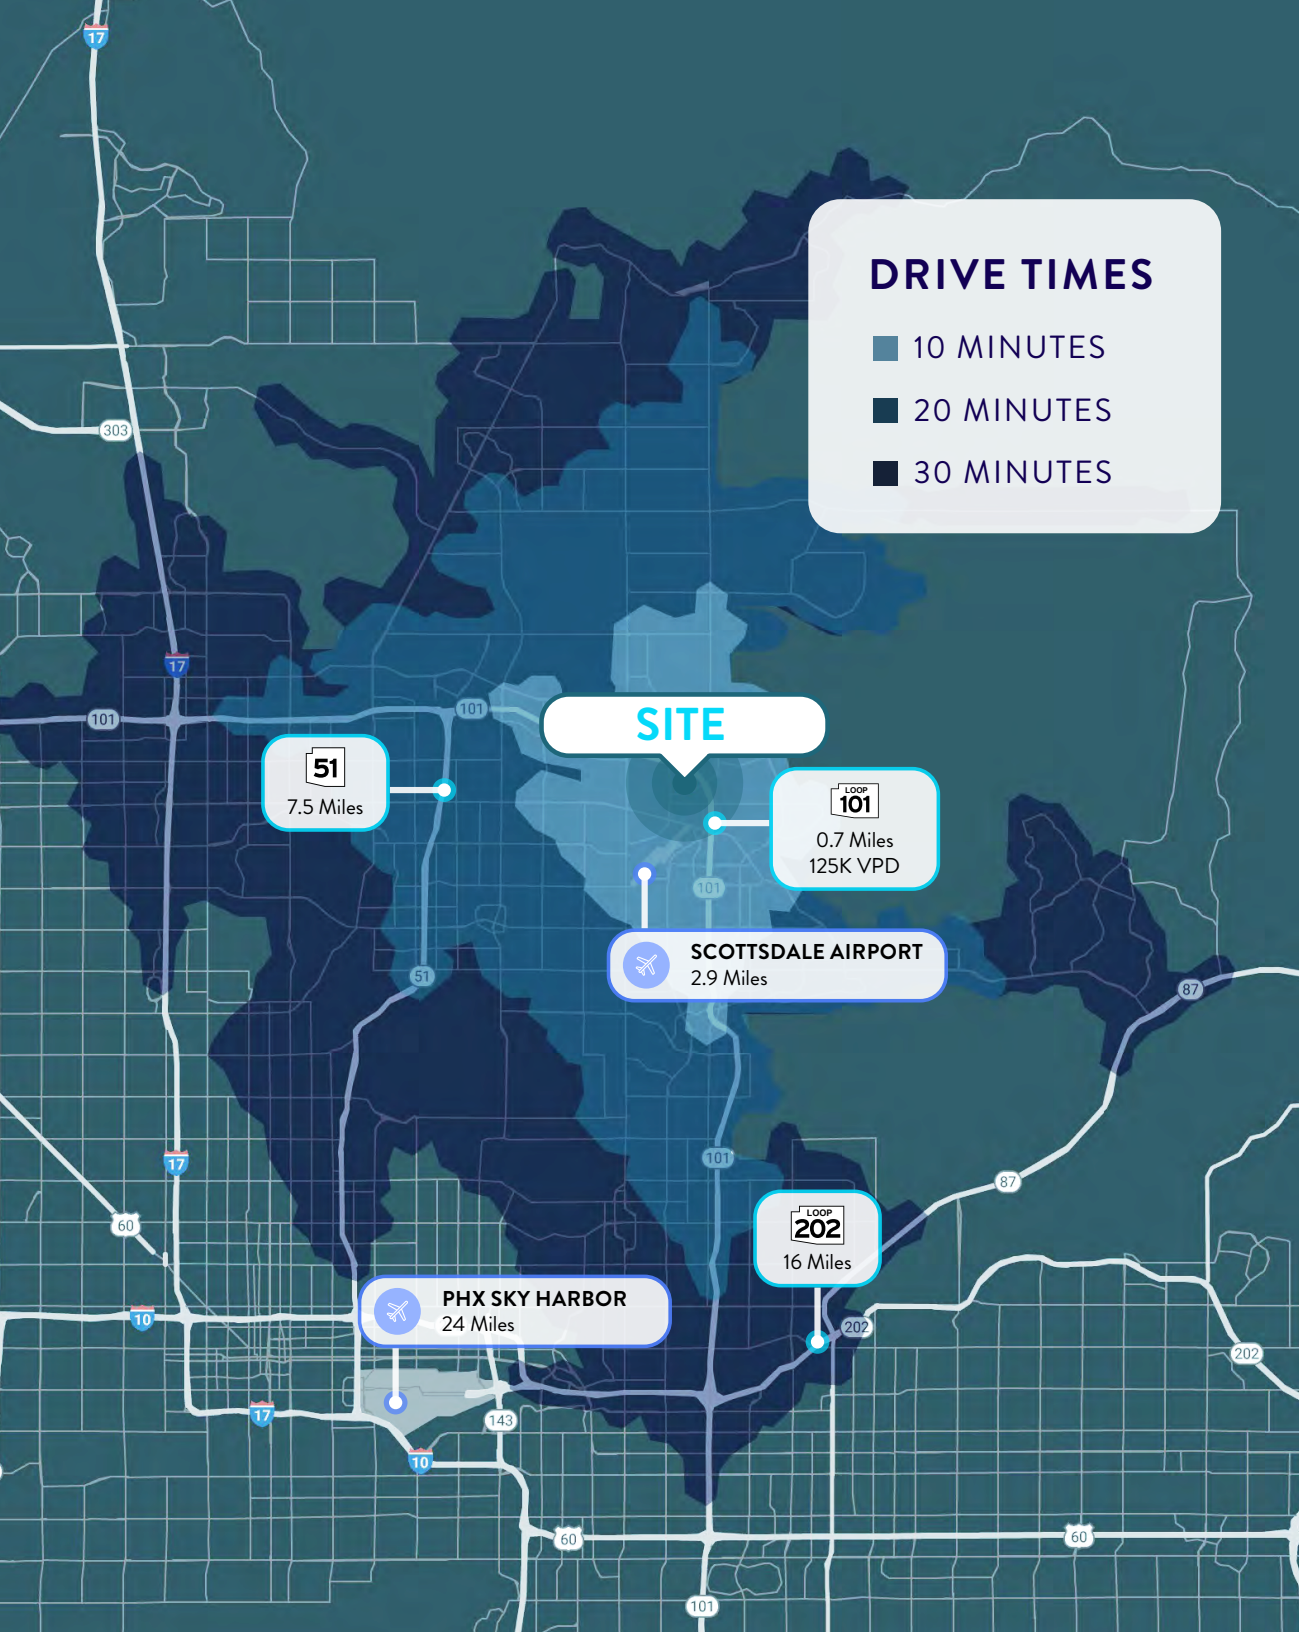 17
DRIVE TIMES
10 MINUTES
20 MINUTES
30 MINUTES
303
17
101
101
SITE
51
7.5 Miles
LOOP
101
0.7 Miles
125K VPD
101
SCOTTSDALE AIRPORT
2.9 Miles
51
87
101
17
87
60
LOOP
202
16 Miles
PHX SKY HARBOR
24 Miles
10
202
202
17
143
10
60
60
101